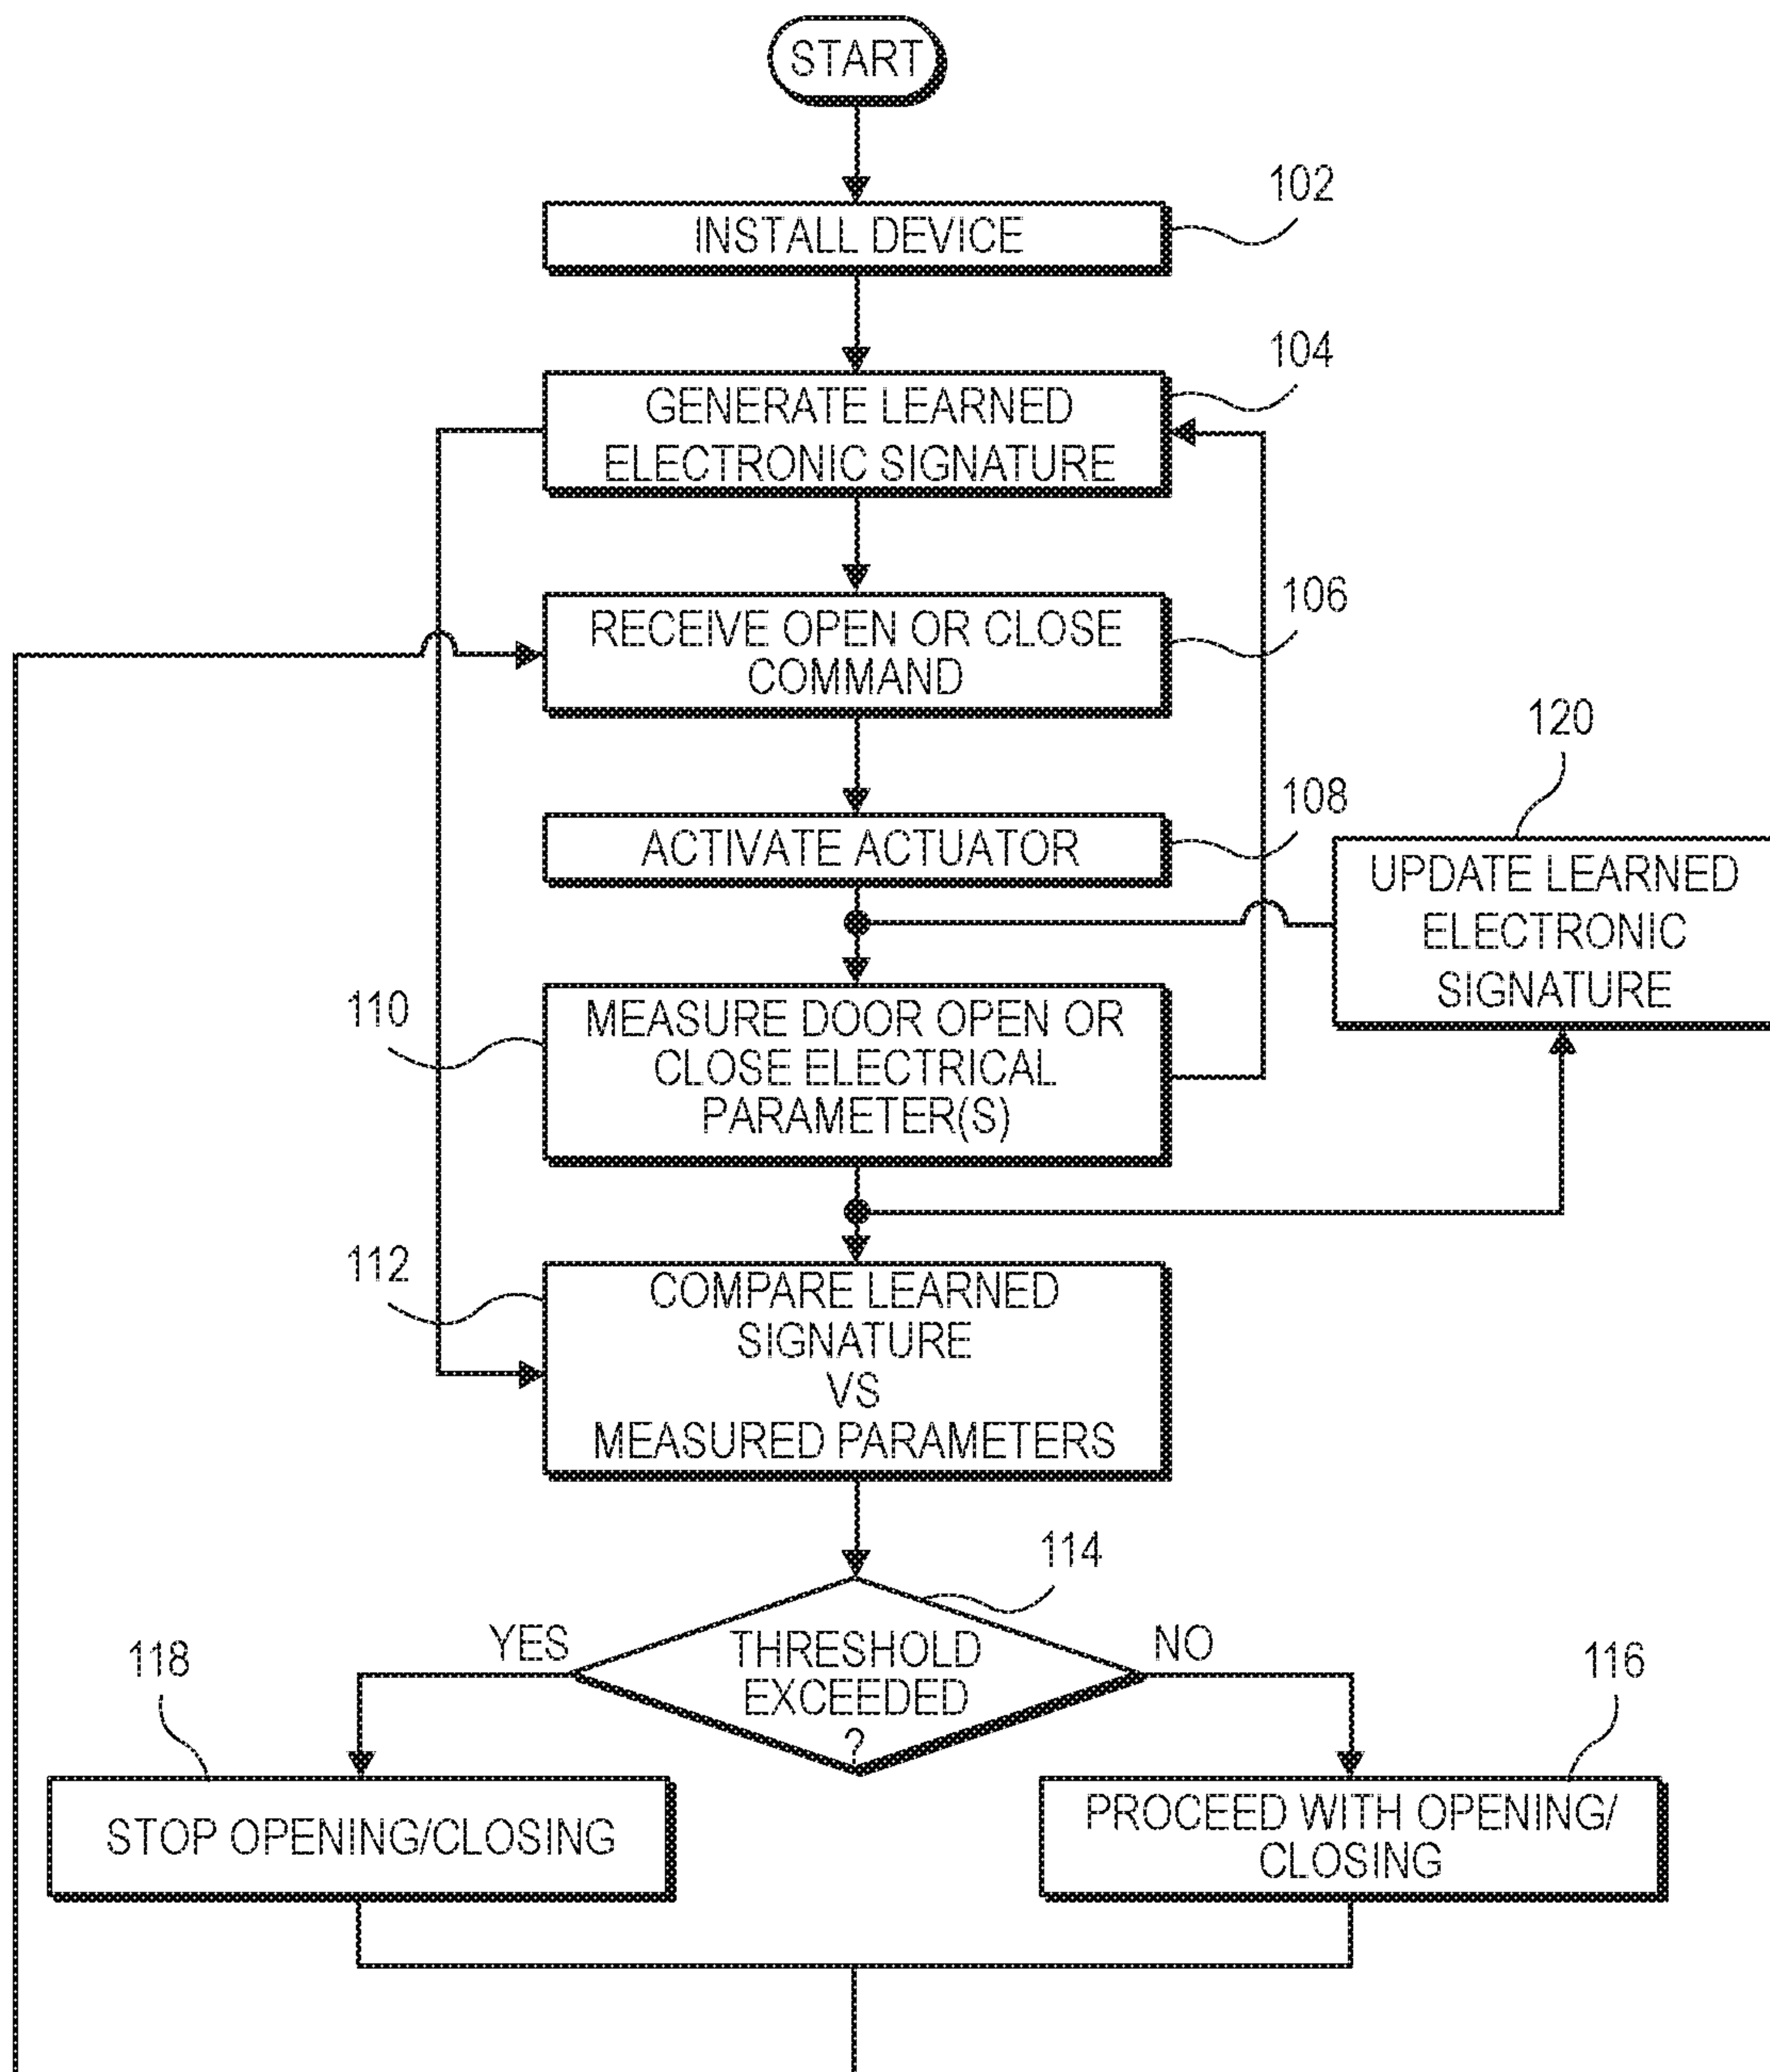 START
102
INSTALL DEVICE
104
GENERATE LEARNED
ELECTRONIC SIGNATURE
106
RECEIVE OPEN OR CLOSE
COMMAND
108
ACTIVATE ACTUATOR
120
UPDATE LEARNED
ELECTRONIC
SIGNATURE
110
MEASURE DOOR OPEN OR
CLOSE ELECTRICAL
PARAMETER(S)
112
COMPARE LEARNED
SIGNATURE
VS
MEASURED PARAMETERS
114
THRESHOLD
EXCEEDED
?
YES
NO
118
STOP OPENING/CLOSING
116
PROCEED WITH OPENING/
CLOSING